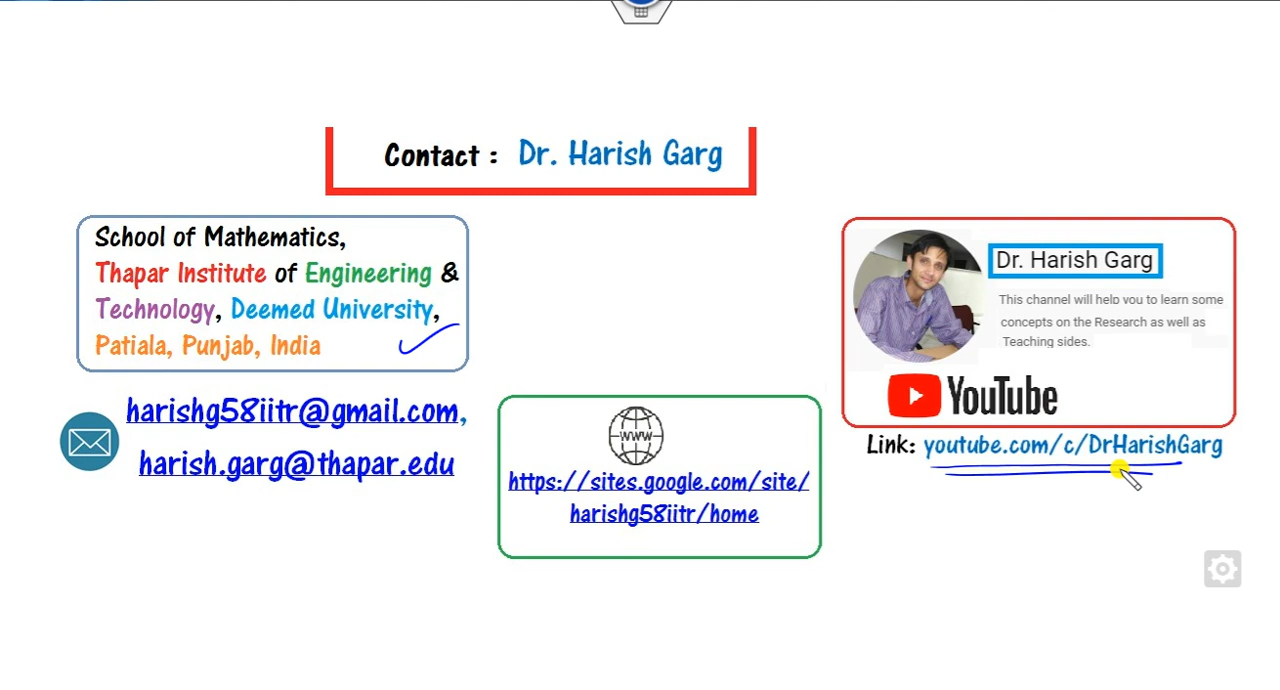 Contact : Dr. Harish Garg
School of Mathematics,
Thapar Institute of Engineering &
Technology, Deemed University,
Patiala, Punjab, India
harishg58iitr@gmail.com,
harish.garg@thapar.edu
www
https://sites.google.com/site/
harishg58iitr/home
Dr. Harish Garg
This channel will help you to learn some
concepts on the Research as well as
Teaching sides.
YouTube
Link: youtube.com/c/DrHarishGarg